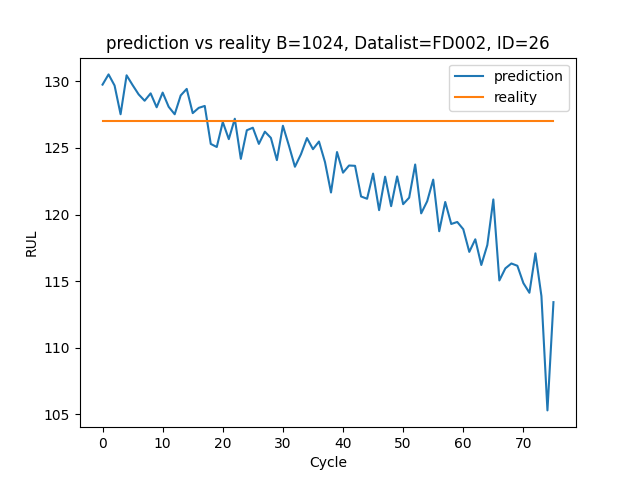 prediction vs reality B=1024, Datalist=FD002, ID=26
prediction
reality
130
125
120
115
110
105
RUL
0 10 20 30 40 50 60 70
Cycle